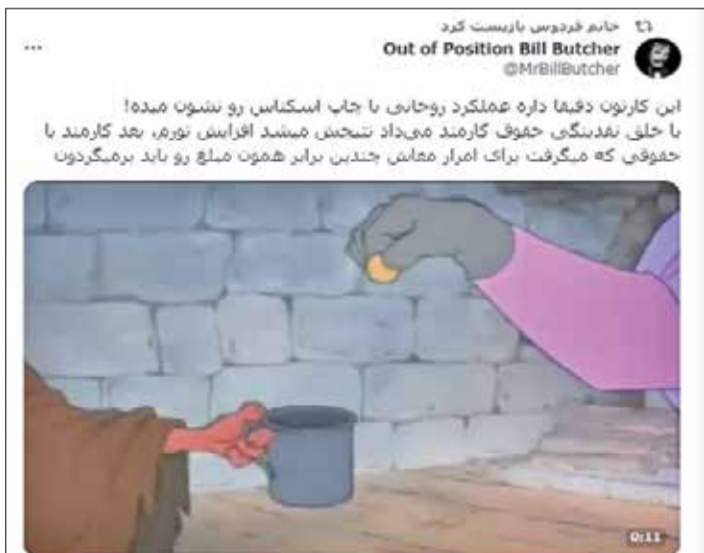 خانم فردوس بازپست کرد
Out of Position Bill Butcher
@MrBillButcher
این کارتون دقیقا داره عملکرد روحانی با چاپ اسکناس رو نشون میده!
با خلق نقدینگی حقوق کارمند می‌داد نتیجش میشد افزایش تورم، بعد کارمند با
حقوقی که میگرفت برای امرار معاش چندین برابر همون مبلغ رو باید برمیگردون
0:11